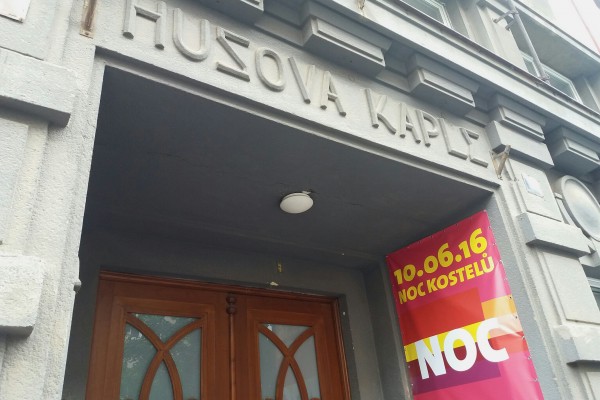 HUSOVA KAPLE
10.06.16
NOC KOSTELŮ
NOC